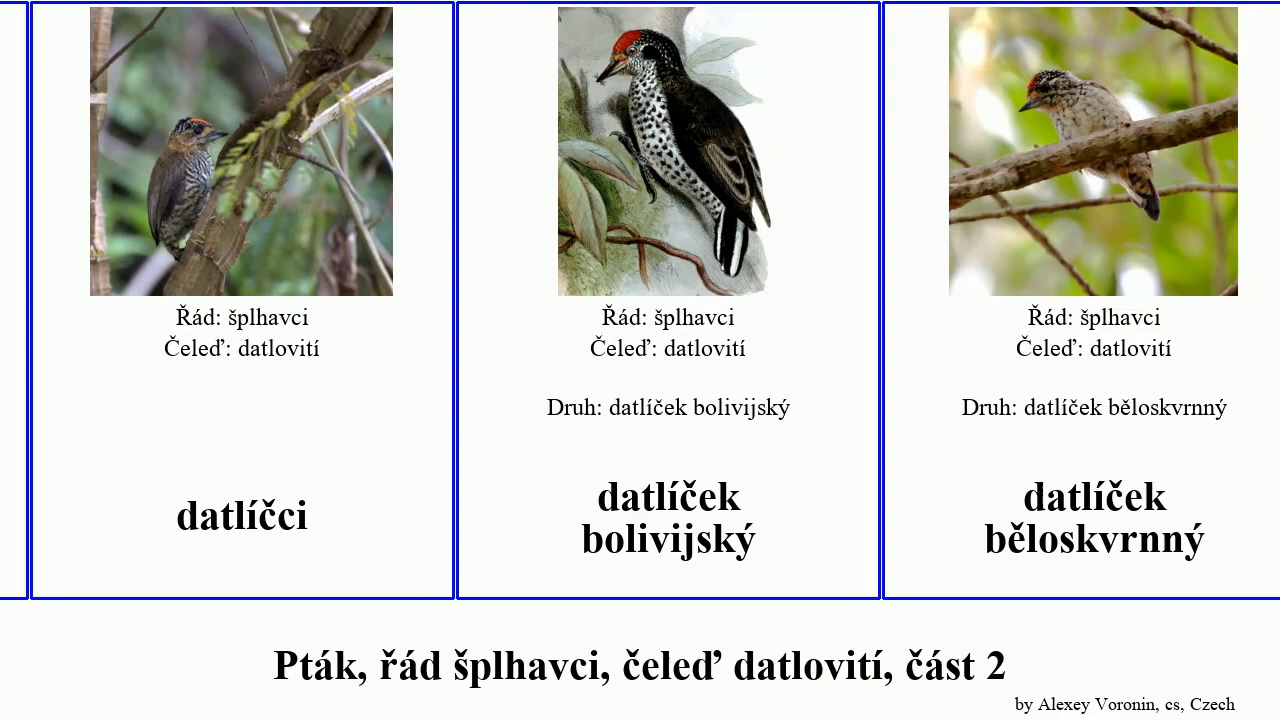 Řád: šplhavci
Čeleď: datlovití
datlíčci
Řád: šplhavci
Čeleď: datlovití
Druh: datlíček bolivijský
datlíček
bolivijský
Řád: šplhavci
Čeleď: datlovití
Druh: datlíček běloskvrnný
datlíček
běloskvrnný
Pták, řád šplhavci, čeleď datlovití, část 2
by Alexey Voronin, cs, Czech